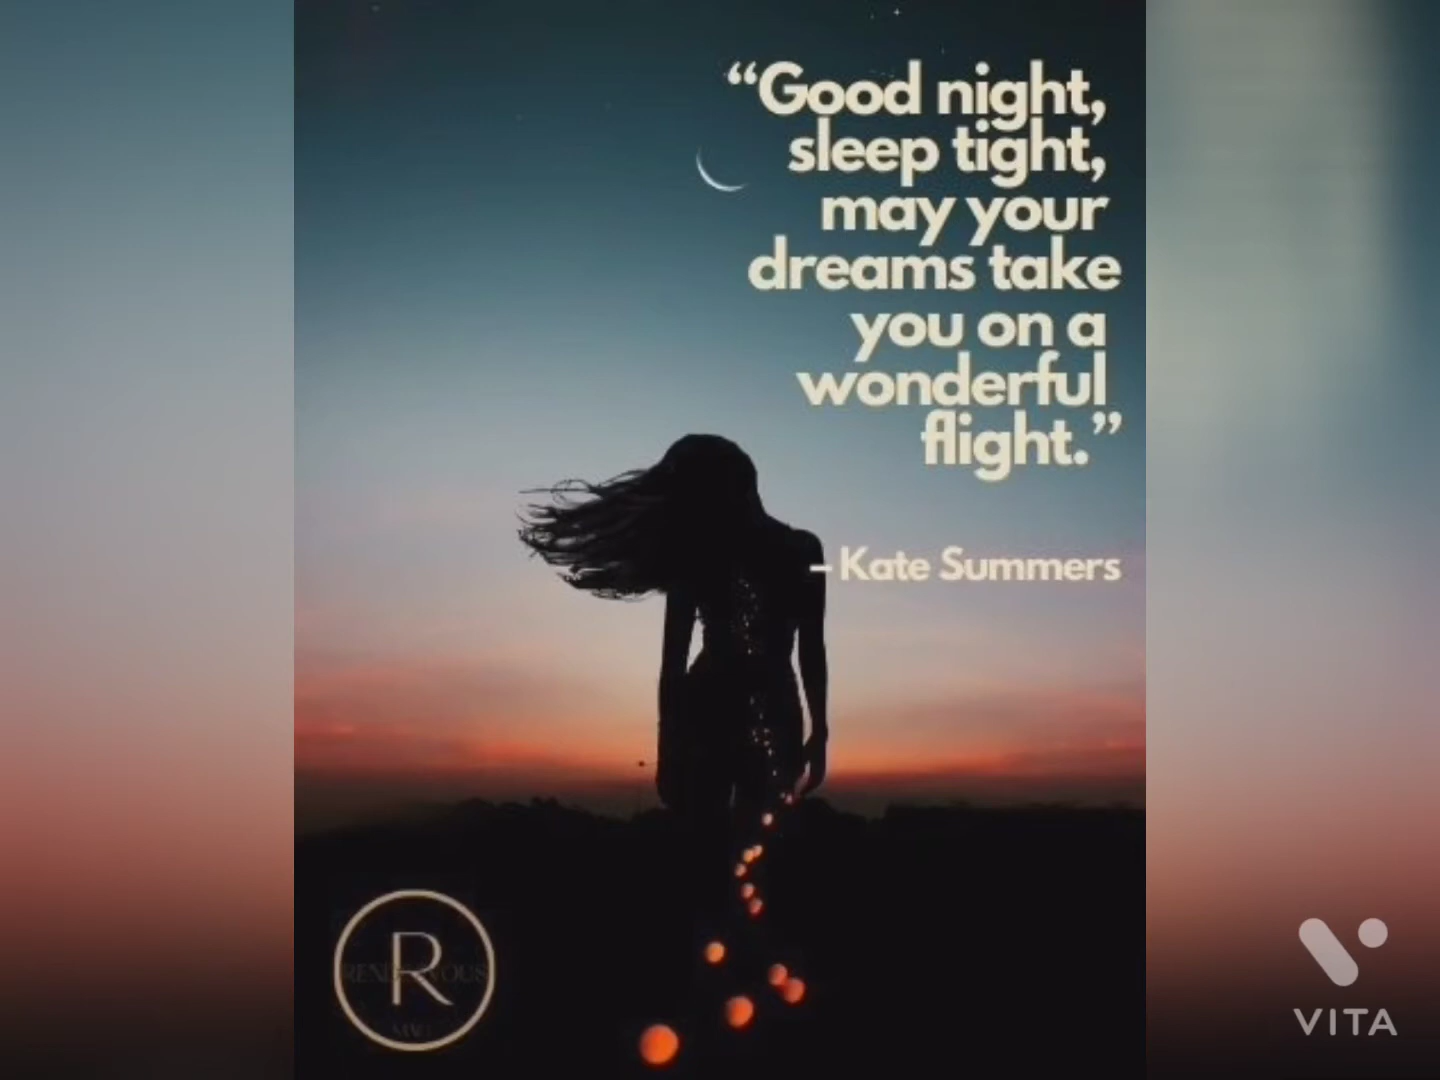 “Good night,
sleep tight,
may your
dreams take
you on a
wonderful
flight.”
– Kate Summers
R
VITA